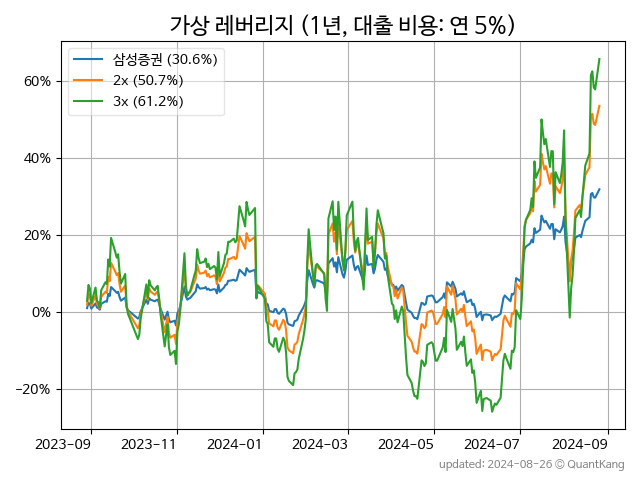 가상 레버리지 (1년, 대출 비용: 연 5%)
삼성증권 (30.6%)
2x (50.7%)
3x (61.2%)
60%
40%
20%
0%
−20%
2023-09 2023-11 2024-01 2024-03 2024-05 2024-07 2024-09
updated: 2024-08-26 © QuantKang